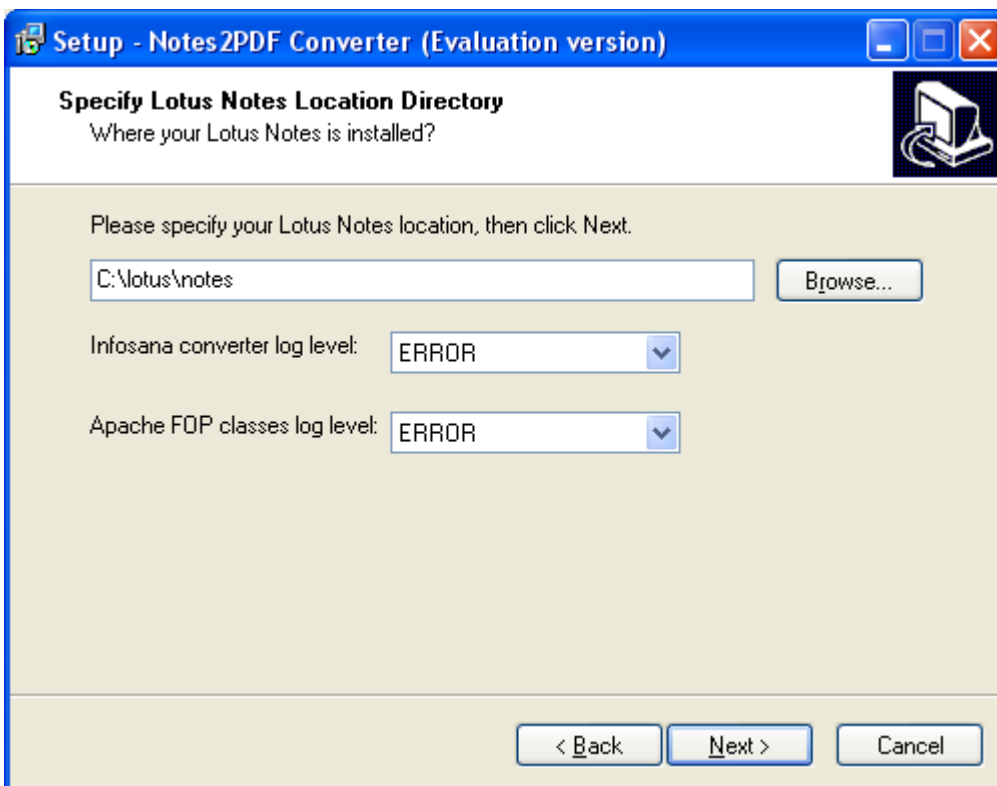 Setup - Notes2PDF Converter (Evaluation version)
Specify Lotus Notes Location Directory
Where your Lotus Notes is installed?
Please specify your Lotus Notes location, then click Next.
C:\lotus\notes
Browse...
Infosana converter log level:
ERROR
Apache FOP classes log level:
ERROR
< Back
Next >
Cancel